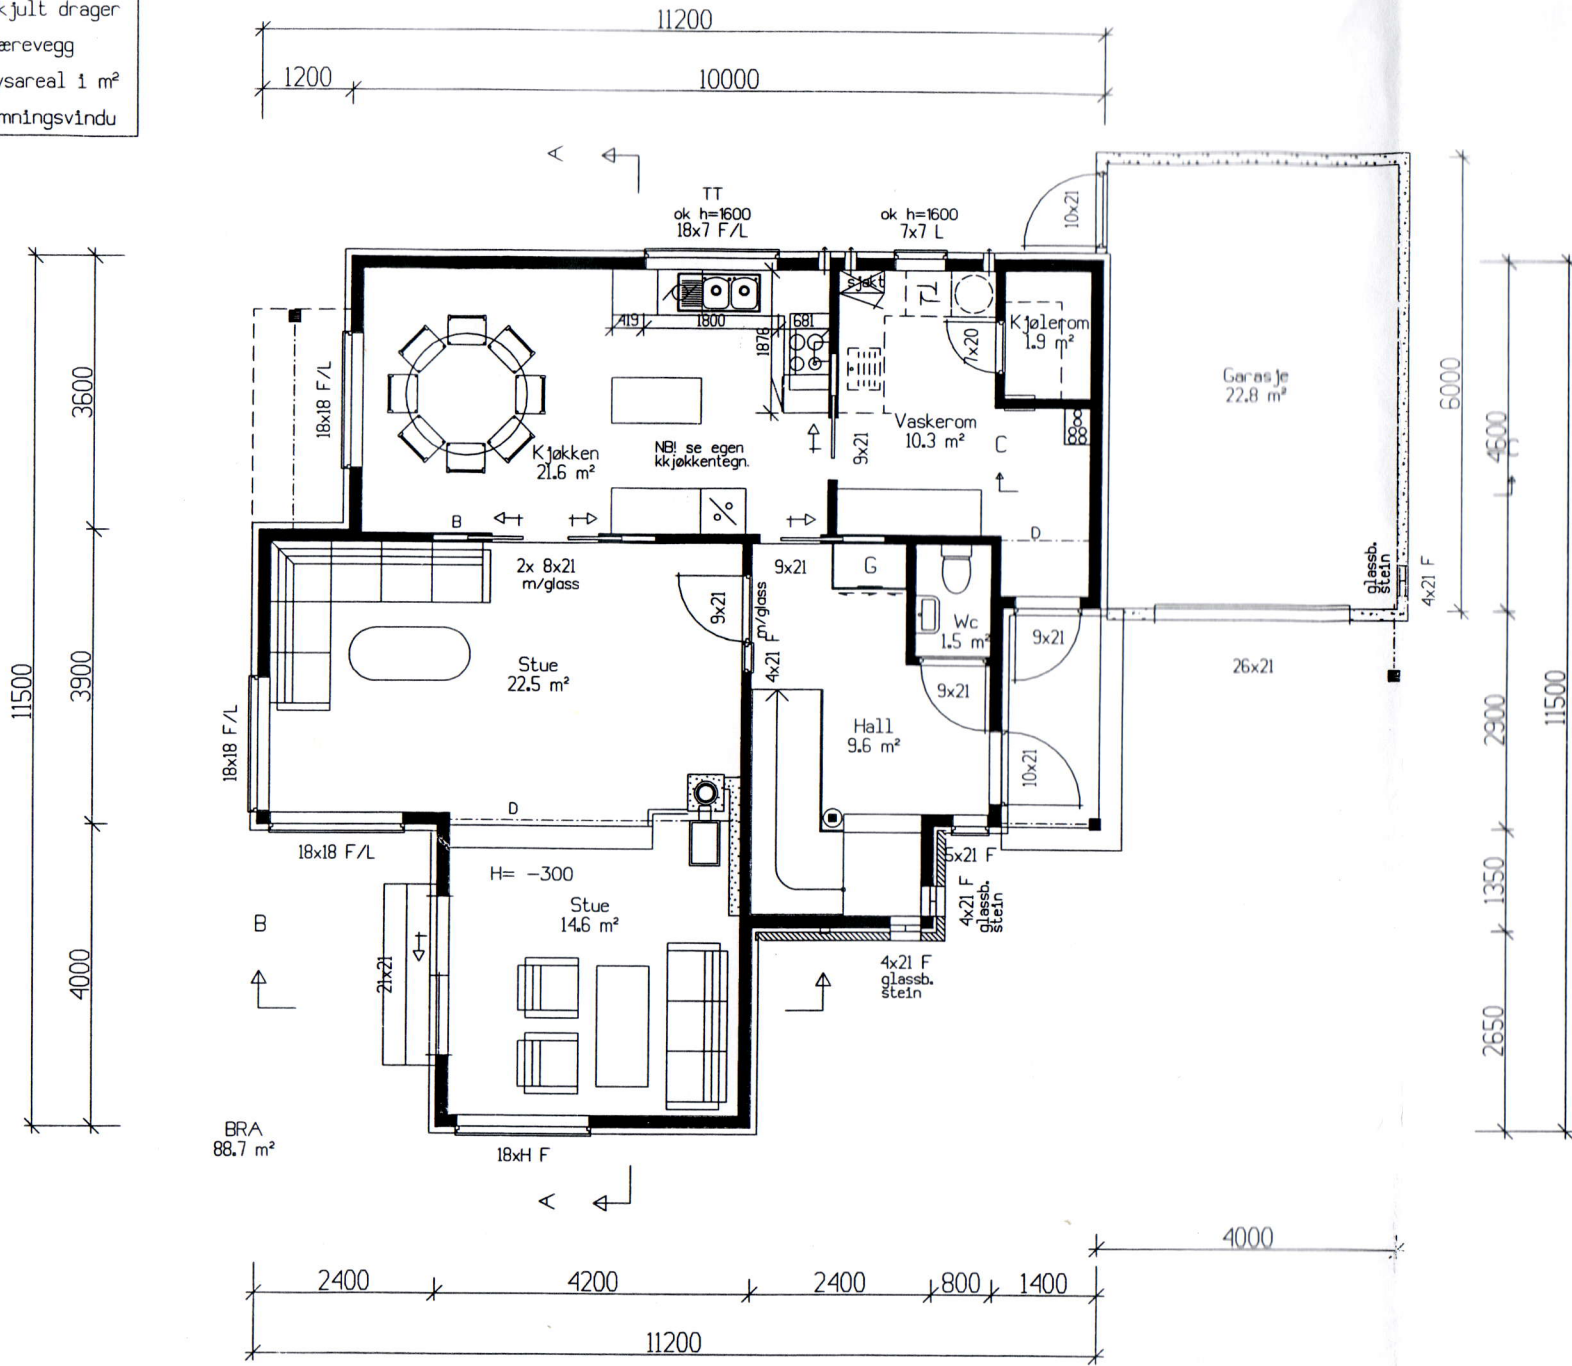 kjult drager
ærevegg
ysareal i m²
mningsvindu
11200
1200
10000
A
TT
ok h=1600
18x7 F/L
ok h=1600
7x7 L
10x21
sjakt
419
1800
681
1876
7x20
Kjølerom
1.9 m²
Garasje
22.8 m²
6000
11500
3600
18x18 F/L
Kjøkken
21.6 m²
NB! se egen
kkjøkkentegn.
9x21
Vaskerom
10.3 m²
C
4600
C
B
D
2x 8x21
m/glass
9x21
G
9x21
m/glass
4x21 F
Wc
1.5 m²
9x21
9x21
glassb.
stein
4x21 F
26x21
3900
Stue
22.5 m²
18x18 F/L
Hall
9.6 m²
10x21
2900
11500
D
18x18 F/L
H= -300
Stue
14.6 m²
5x21 F
4x21 F
glassb.
stein
1350
B
21x21
4x21 F
glassb.
stein
4000
2650
BRA
88.7 m²
18xH F
A
4000
2400
4200
2400
800
1400
11200